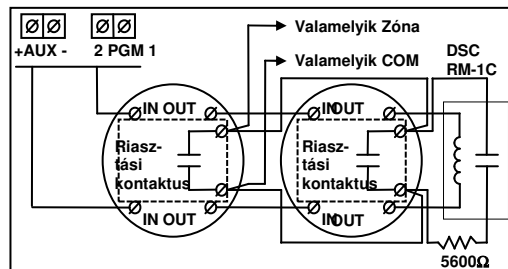 Valamelyik Zóna
+AUX - 2 PGM 1
Valamelyik COM
DSC
RM-1C
IN OUT
IN OUT
Riasz-
tási
kontaktus
Riasz-
tási
kontaktus
IN OUT
IN OUT
5600Ω